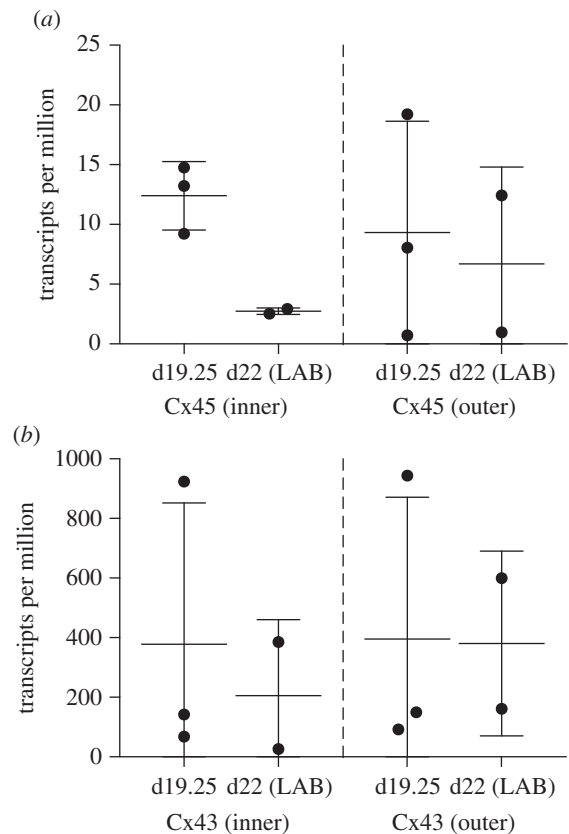 (a)
transcripts per million
25
20
15
10
5
0
d19.25 d22 (LAB) d19.25 d22 (LAB)
Cx45 (inner) Cx45 (outer)
(b)
transcripts per million
1000
800
600
400
200
0
d19.25 d22 (LAB) d19.25 d22 (LAB)
Cx43 (inner) Cx43 (outer)